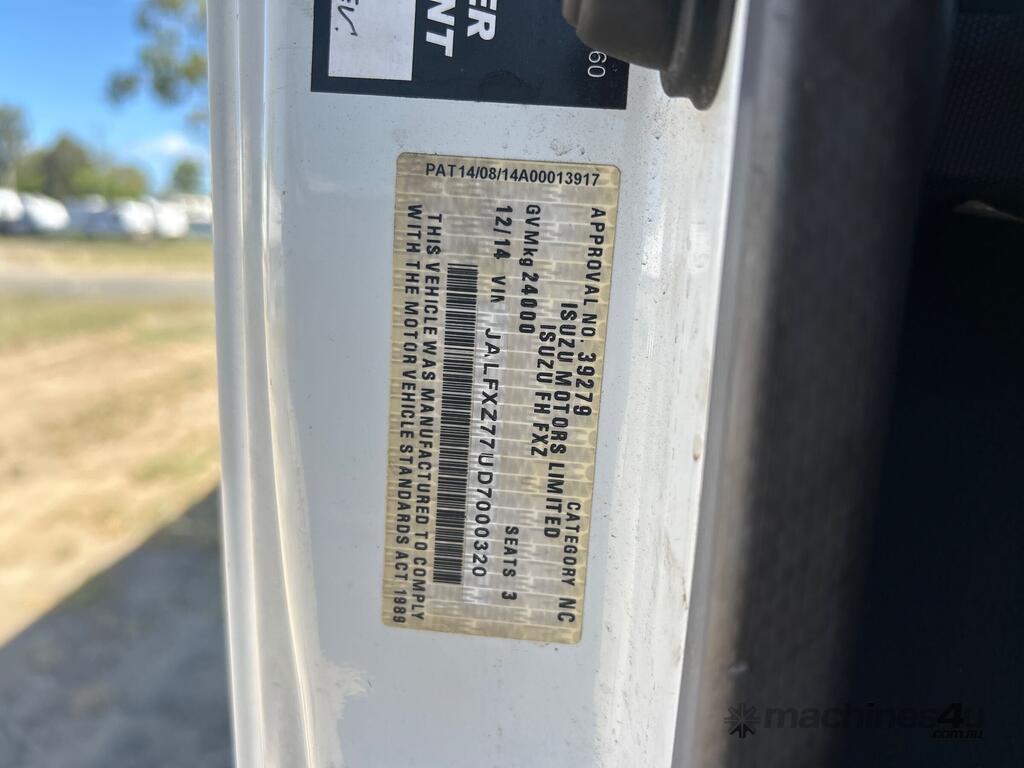 EV.
ER
NT
60
PAT14/08/14A00013917
APPROVAL NO. 39279 CATEGORY NC
ISUZU MOTORS LIMITED
ISUZU FH FXZ
GVMkg 24000
12/14 VIN JALFXZ77UD7000320 SEATS 3
THIS VEHICLE WAS MANUFACTURED TO COMPLY
WITH THE MOTOR VEHICLE STANDARDS ACT 1989
machines4u
.com.au